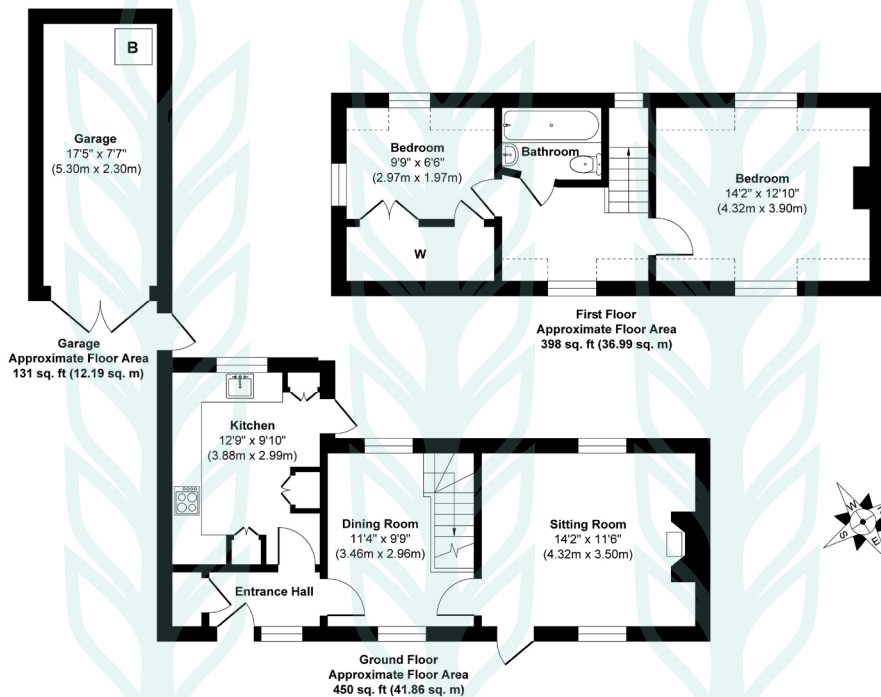 B
Garage
17'5" x 7'7"
(5.30m x 2.30m)
Garage
Approximate Floor Area
131 sq. ft (12.19 sq. m)
Bedroom
9'9" x 6'6"
(2.97m x 1.97m)
W
Bathroom
Bedroom
14'2" x 12'10"
(4.32m x 3.90m)
First Floor
Approximate Floor Area
398 sq. ft (36.99 sq. m)
Kitchen
12'9" x 9'10"
(3.88m x 2.99m)
Dining Room
11'4" x 9'9"
(3.46m x 2.96m)
Sitting Room
14'2" x 11'6"
(4.32m x 3.50m)
Entrance Hall
Ground Floor
Approximate Floor Area
450 sq. ft (41.86 sq. m)
W
S
E